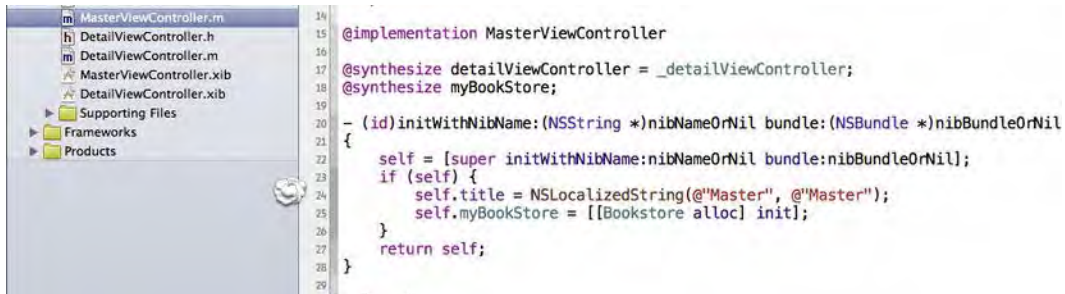 MasterViewController.m
DetailViewController.h
DetailViewController.m
MasterViewController.xib
DetailViewController.xib
Supporting Files
Frameworks
Products
14
15 @implementation MasterViewController
16
17 @synthesize detailViewController = _detailViewController;
18 @synthesize myBookStore;
19
20 - (id)initWithNibName:(NSString *)nibNameOrNil bundle:(NSBundle *)nibBundleOrNil
21 {
22 self = [super initWithNibName:nibNameOrNil bundle:nibBundleOrNil];
23 if (self) {
24 self.title = NSLocalizedString(@"Master", @"Master");
25 self.myBookStore = [[Bookstore alloc] init];
26 }
27 return self;
28 }
29